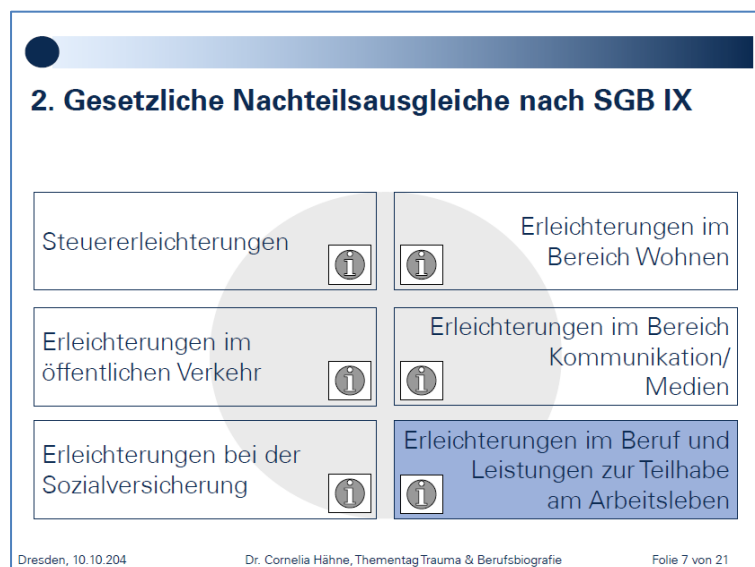 2. Gesetzliche Nachteilsausgleiche nach SGB IX
Steuererleichterungen
Erleichterungen im
Bereich Wohnen
Erleichterungen im
öffentlichen Verkehr
Erleichterungen im Bereich
Kommunikation/
Medien
Erleichterungen bei der
Sozialversicherung
Erleichterungen im Beruf und
Leistungen zur Teilhabe
am Arbeitsleben
Dresden, 10.10.204
Dr. Cornelia Hähne, Thementag Trauma & Berufsbiografie
Folie 7 von 21